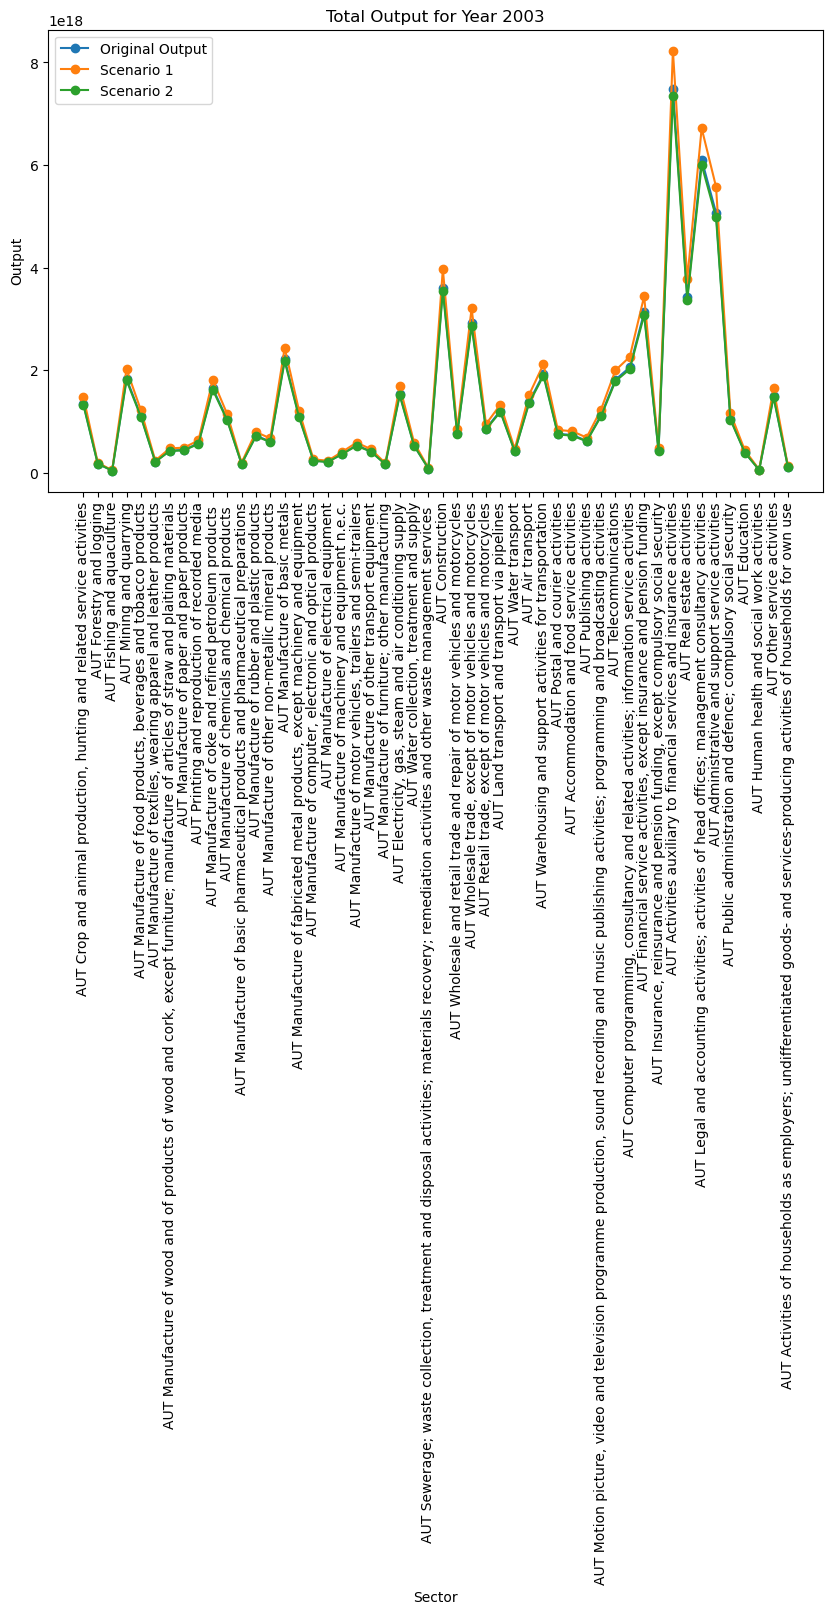 Total Output for Year 2003
1e18
Original Output
Scenario 1
Scenario 2
Output
8
6
4
2
0
AUT Crop and animal production, hunting and related service activities
AUT Forestry and logging
AUT Fishing and aquaculture
AUT Mining and quarrying
AUT Manufacture of food products, beverages and tobacco products
AUT Manufacture of textiles, wearing apparel and leather products
AUT Manufacture of wood and of products of wood and cork, except furniture; manufacture of articles of straw and plaiting materials
AUT Manufacture of paper and paper products
AUT Printing and reproduction of recorded media
AUT Manufacture of coke and refined petroleum products
AUT Manufacture of chemicals and chemical products
AUT Manufacture of basic pharmaceutical products and pharmaceutical preparations
AUT Manufacture of rubber and plastic products
AUT Manufacture of other non-metallic mineral products
AUT Manufacture of basic metals
AUT Manufacture of fabricated metal products, except machinery and equipment
AUT Manufacture of computer, electronic and optical products
AUT Manufacture of electrical equipment
AUT Manufacture of machinery and equipment n.e.c.
AUT Manufacture of motor vehicles, trailers and semi-trailers
AUT Manufacture of other transport equipment
AUT Manufacture of furniture; other manufacturing
AUT Electricity, gas, steam and air conditioning supply
AUT Water collection, treatment and supply
AUT Sewerage; waste collection, treatment and disposal activities; materials recovery; remediation activities and other waste management services
AUT Construction
AUT Wholesale and retail trade and repair of motor vehicles and motorcycles
AUT Wholesale trade, except of motor vehicles and motorcycles
AUT Retail trade, except of motor vehicles and motorcycles
AUT Land transport and transport via pipelines
AUT Water transport
AUT Air transport
AUT Warehousing and support activities for transportation
AUT Postal and courier activities
AUT Accommodation and food service activities
AUT Publishing activities
AUT Motion picture, video and television programme production, sound recording and music publishing activities; programming and broadcasting activities
AUT Telecommunications
AUT Computer programming, consultancy and related activities; information service activities
AUT Financial service activities, except insurance and pension funding
AUT Insurance, reinsurance and pension funding, except compulsory social security
AUT Activities auxiliary to financial services and insurance activities
AUT Real estate activities
AUT Legal and accounting activities; activities of head offices; management consultancy activities
AUT Administrative and support service activities
AUT Public administration and defence; compulsory social security
AUT Education
AUT Human health and social work activities
AUT Other service activities
AUT Activities of households as employers; undifferentiated goods- and services-producing activities of households for own use
Sector